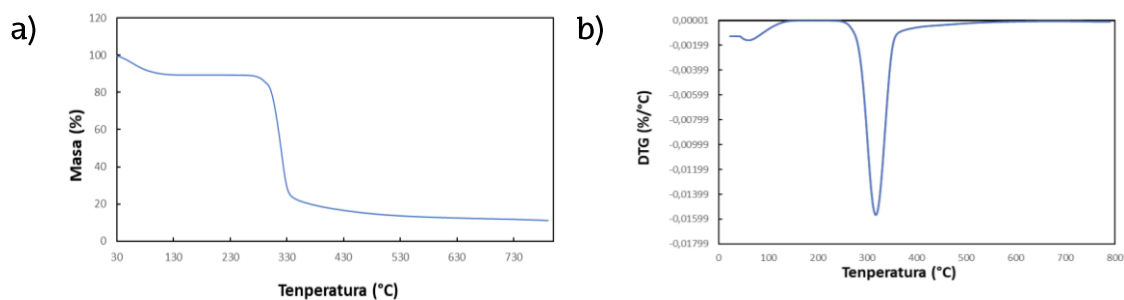 a)
120
100
80
60
40
20
0
Masa (%)
30 130 230 330 430 530 630 730
Tenperatura (°C)
b)
0,00001
-0,00199
-0,00399
-0,00599
-0,00799
-0,00999
-0,01199
-0,01399
-0,01599
-0,01799
DTG (%/°C)
0 100 200 300 400 500 600 700 800
Tenperatura (°C)